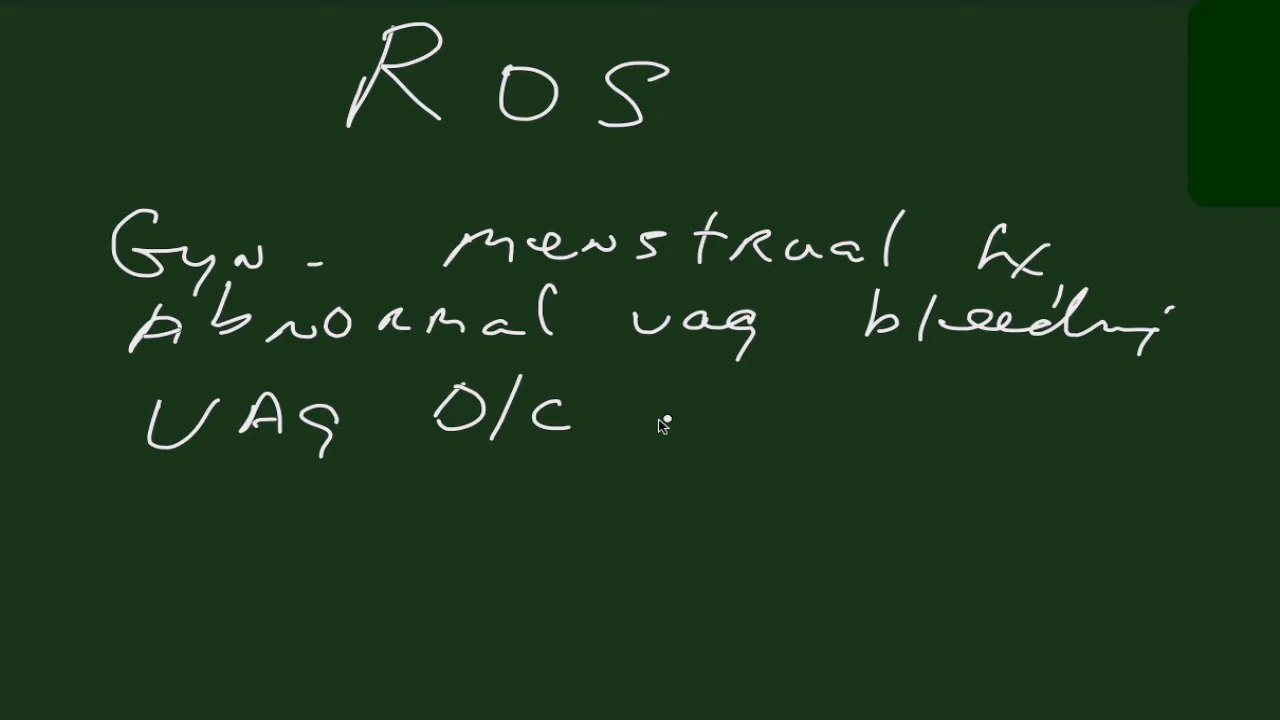 ROS
Gyn - menstrual hx,
Abnormal vag bleeding
VAg D/C